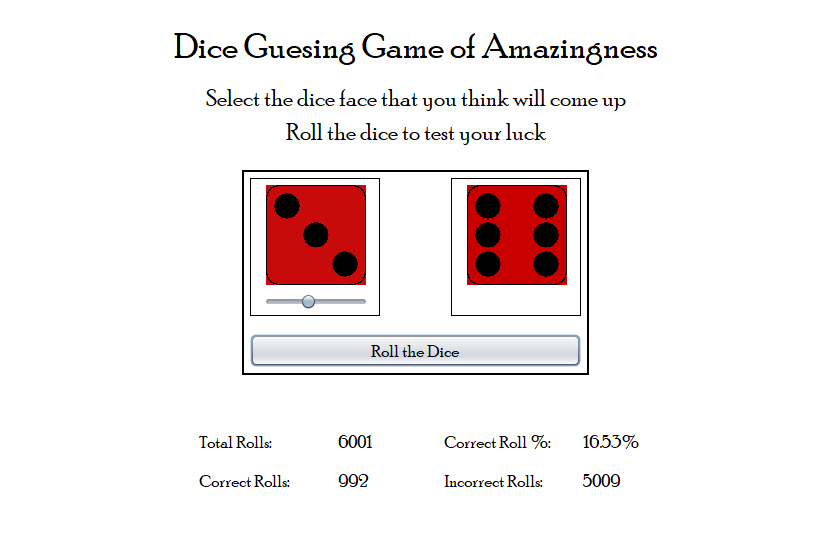 Dice Guesing Game of Amazingness
Select the dice face that you think will come up
Roll the dice to test your luck
Roll the Dice
Total Rolls: 6001 Correct Roll %: 16.53%
Correct Rolls: 992 Incorrect Rolls: 5009